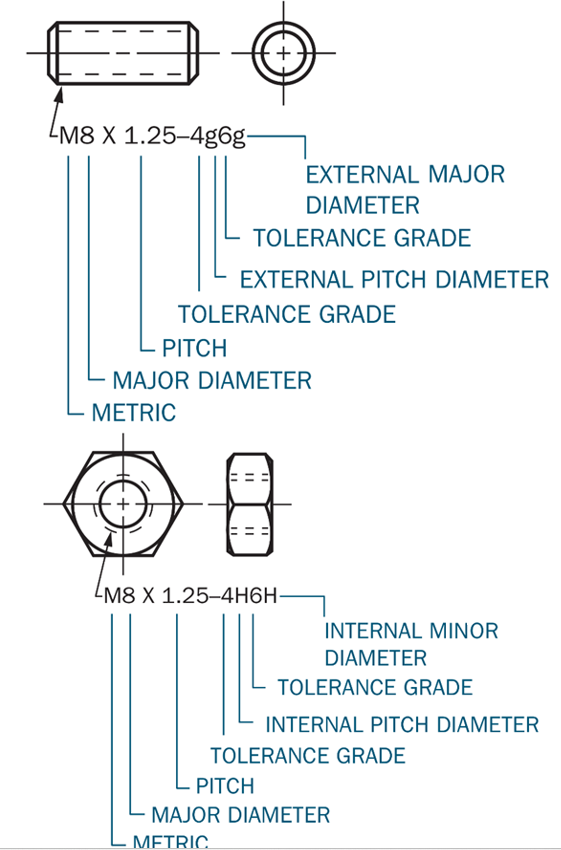 M8 X 1.25–4g6g
EXTERNAL MAJOR
DIAMETER
TOLERANCE GRADE
EXTERNAL PITCH DIAMETER
TOLERANCE GRADE
PITCH
MAJOR DIAMETER
METRIC
M8 X 1.25–4H6H
INTERNAL MINOR
DIAMETER
TOLERANCE GRADE
INTERNAL PITCH DIAMETER
TOLERANCE GRADE
PITCH
MAJOR DIAMETER
METRIC